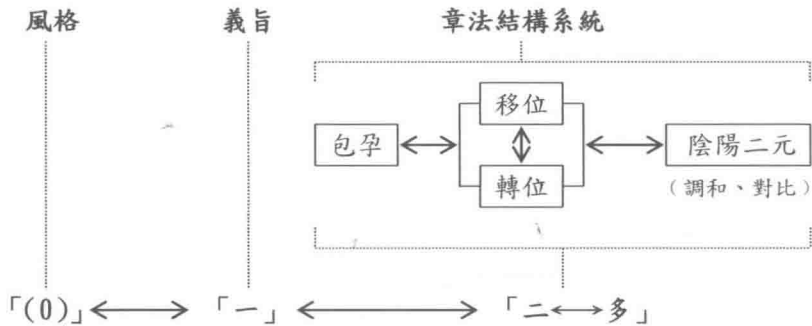 風格 義旨 章法結構系統
移位
包孕 陰陽二元
轉位
(調和、對比)
「(0)」 「一」 「二⟷多」